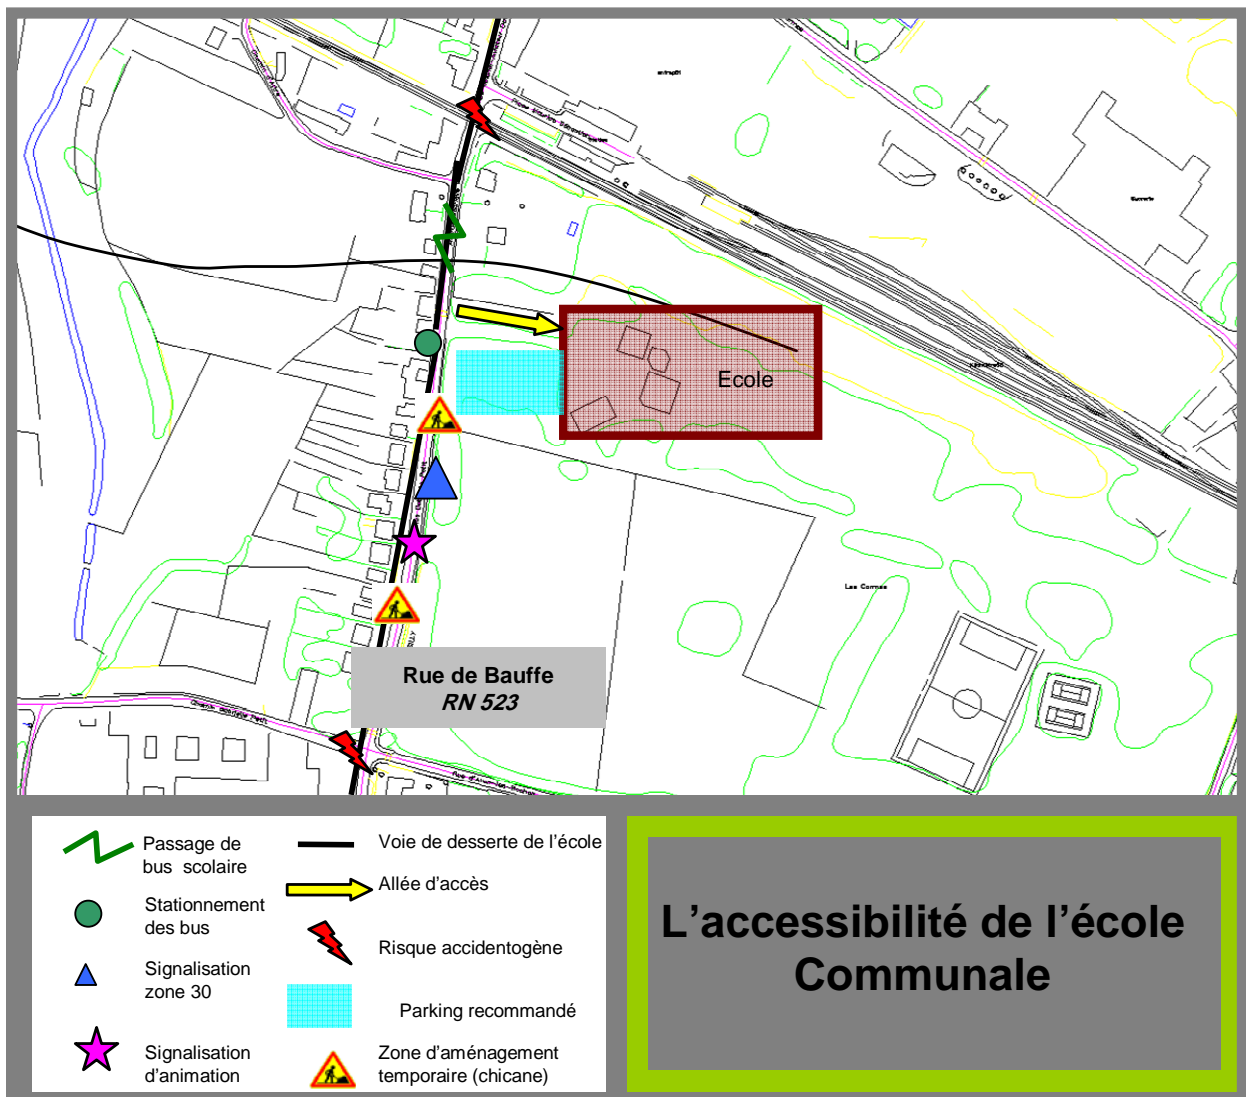 Ecole
Les Cornes
Rue de Bauffe
RN 523
Passage de
bus scolaire
Stationnement
des bus
Signalisation
zone 30
Signalisation
d'animation
Voie de desserte de l'école
Allée d'accès
Risque accidentogène
Parking recommandé
Zone d'aménagement
temporaire (chicane)
L'accessibilité de l'école
Communale